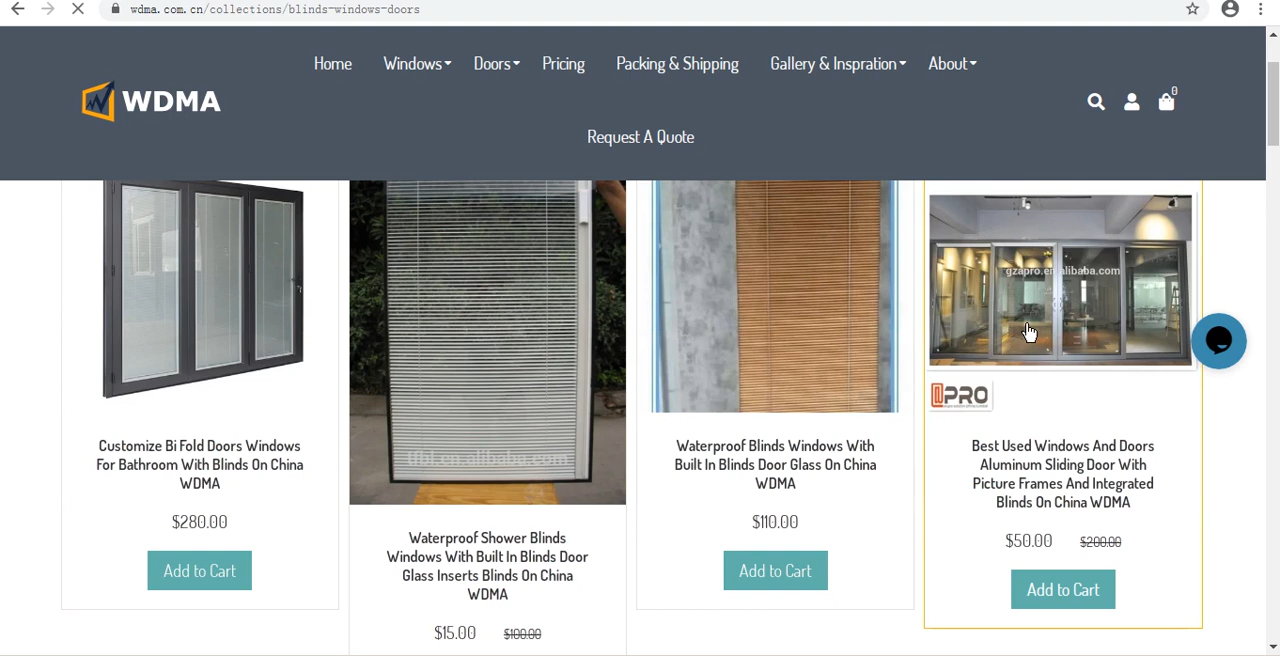 wdma.com.cn/collections/blinds-windows-doors
Home Windows Doors Pricing Packing & Shipping Gallery & Inspration About
WDMA
0
Request A Quote
gzapro.en.alibaba.com
PRO
Customize Bi Fold Doors Windows
For Bathroom With Blinds On China
WDMA
$280.00
Add to Cart
Waterproof Shower Blinds
Windows With Built In Blinds Door
Glass Inserts Blinds On China
WDMA
$15.00 $100.00
Waterproof Blinds Windows With
Built In Blinds Door Glass On China
WDMA
$110.00
Add to Cart
Best Used Windows And Doors
Aluminum Sliding Door With
Picture Frames And Integrated
Blinds On China WDMA
$50.00 $200.00
Add to Cart